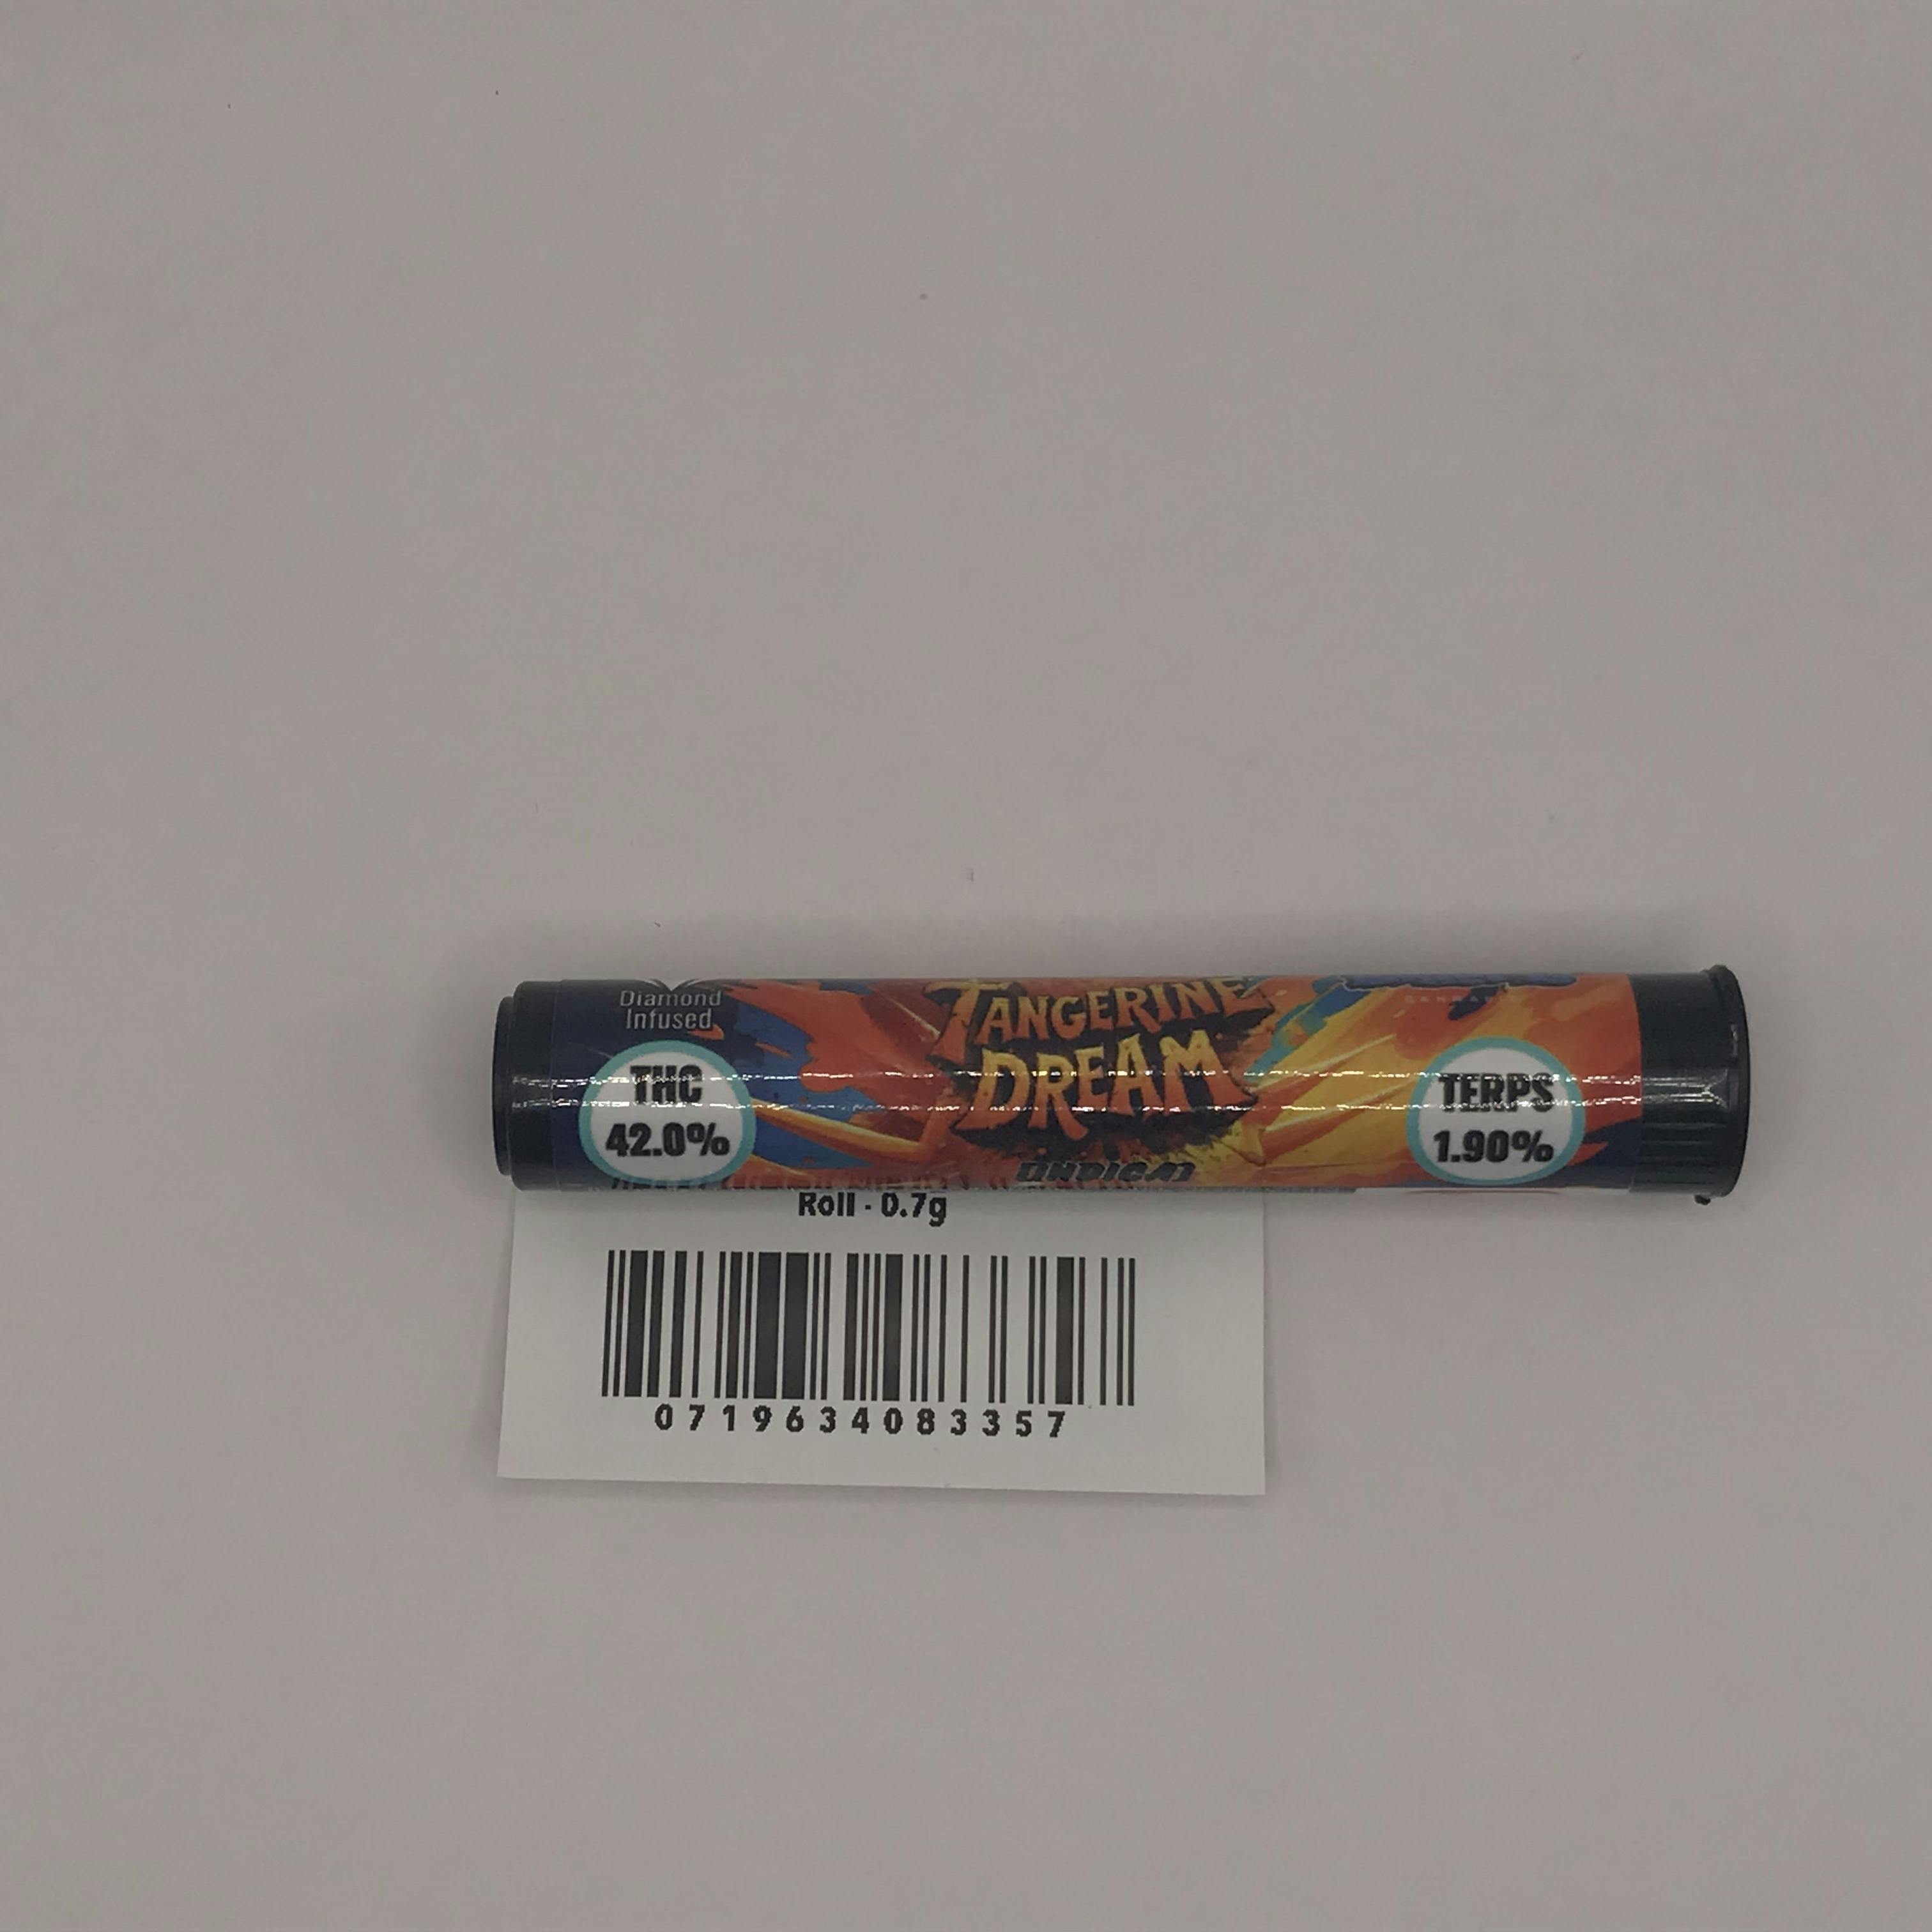 Diamond
Infused
THC
42.0%
TANGERINE
DREAM
TERPS
1.90%
Roll - 0.7g
0719634083357